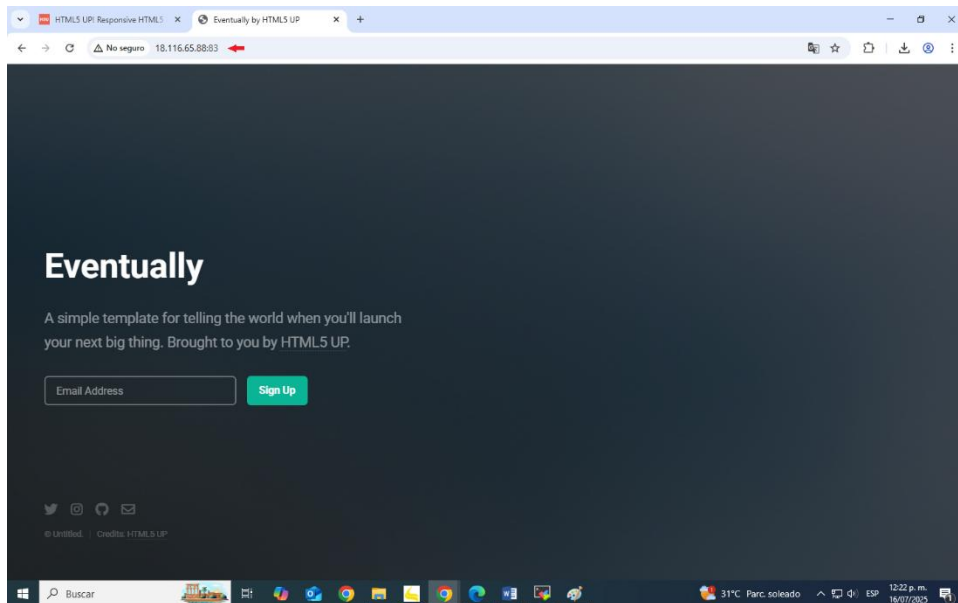 HTML5 UP! Responsive HTML5
Eventually by HTML5 UP
No seguro
18.116.65.88:83
Eventually
A simple template for telling the world when you'll launch
your next big thing. Brought to you by HTML5 UP.
Email Address
Sign Up
© Untitled.
Credits: HTML5 UP
Buscar
31°C Parc. soleado
ESP
12:22 p. m.
16/07/2025